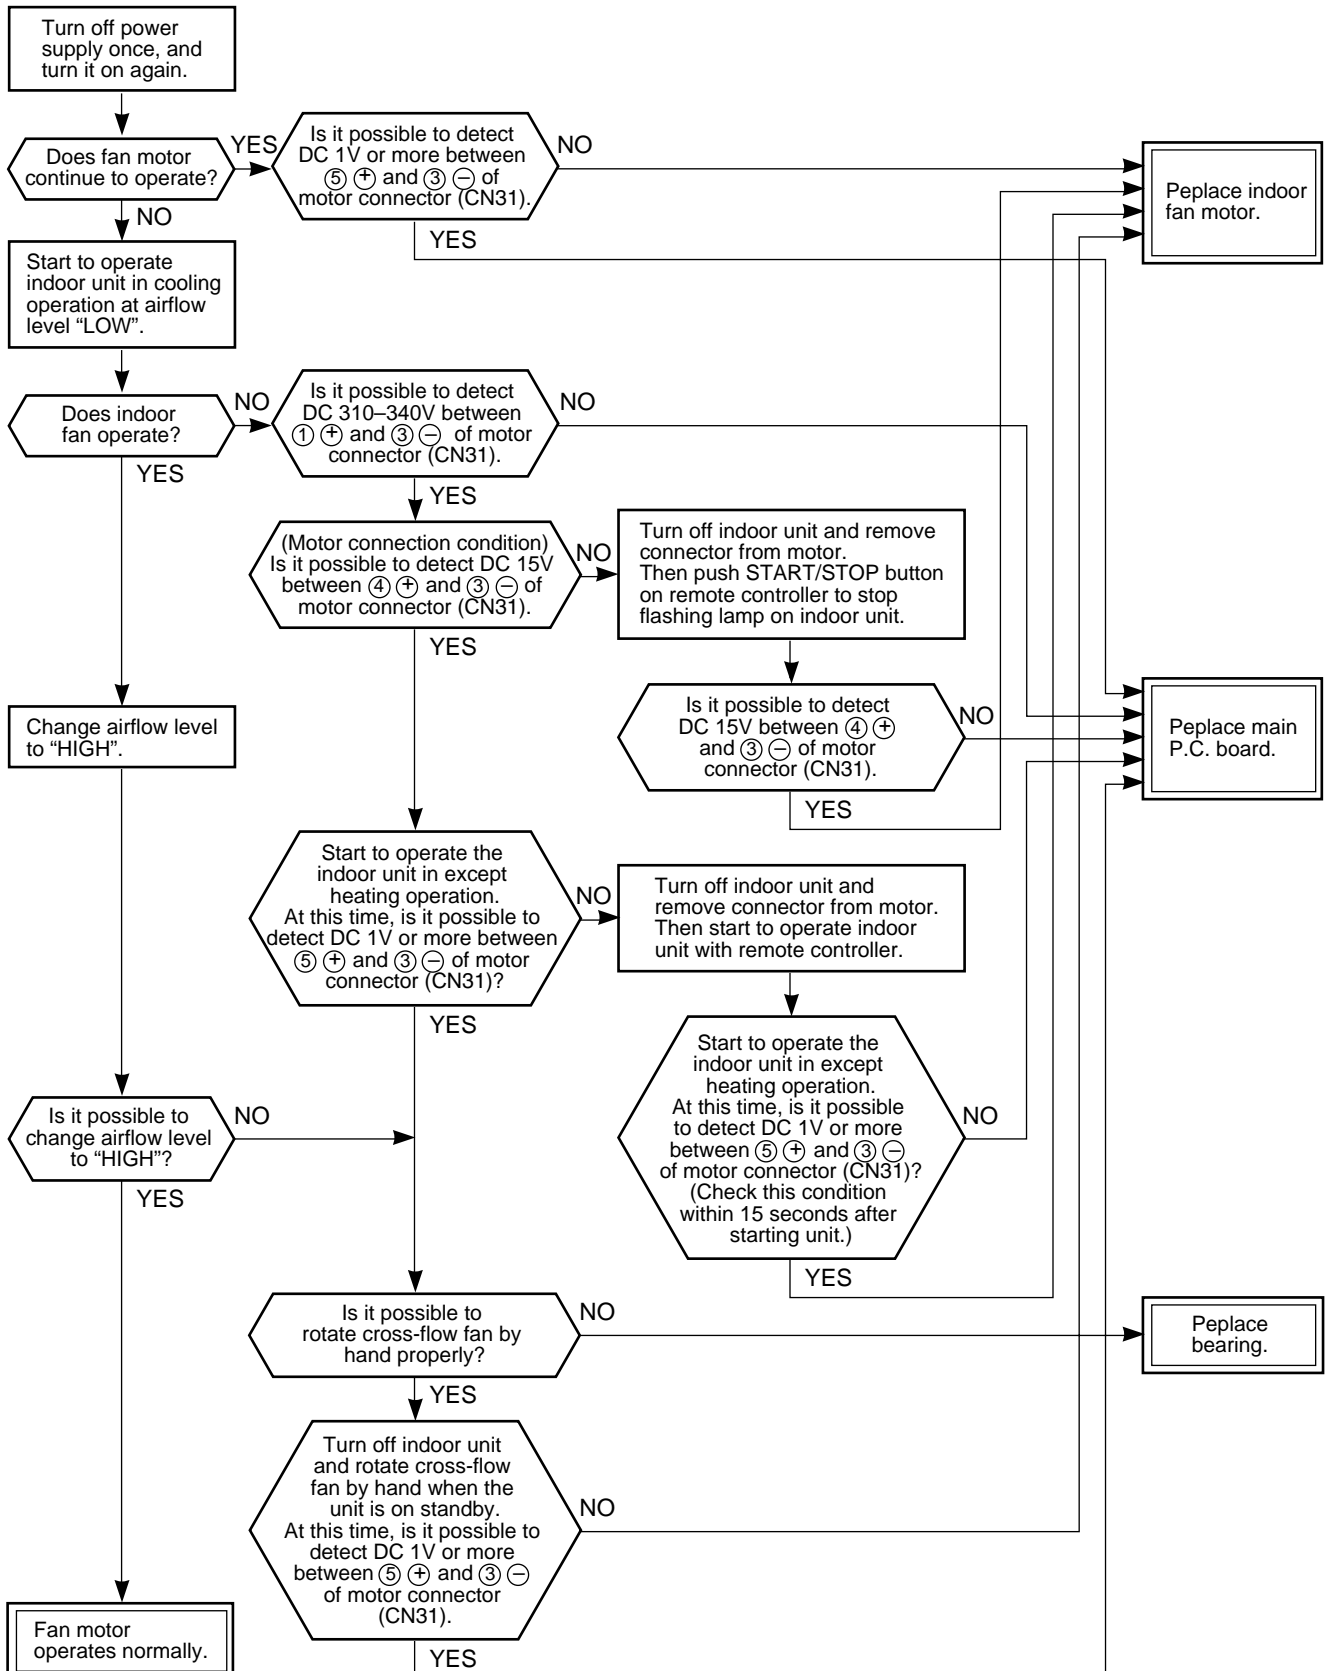 Turn off power
supply once, and
turn it on again.
Does fan motor
continue to operate?
YES
NO
Is it possible to detect
DC 1V or more between
⑤ ⊕ and ③ ⊖ of
motor connector (CN31).
NO
YES
Peplace indoor
fan motor.
Start to operate
indoor unit in cooling
operation at airflow
level “LOW”.
Does indoor
fan operate?
NO
YES
Is it possible to detect
DC 310–340V between
① ⊕ and ③ ⊖ of motor
connector (CN31).
NO
YES
(Motor connection condition)
Is it possible to detect DC 15V
between ④ ⊕ and ③ ⊖ of
motor connector (CN31).
NO
YES
Turn off indoor unit and remove
connector from motor.
Then push START/STOP button
on remote controller to stop
flashing lamp on indoor unit.
Is it possible to detect
DC 15V between ④ ⊕
and ③ ⊖ of motor
connector (CN31).
NO
YES
Peplace main
P.C. board.
Change airflow level
to “HIGH”.
Start to operate the
indoor unit in except
heating operation.
At this time, is it possible to
detect DC 1V or more between
⑤ ⊕ and ③ ⊖ of motor
connector (CN31)?
NO
YES
Turn off indoor unit and
remove connector from motor.
Then start to operate indoor
unit with remote controller.
Start to operate the
indoor unit in except
heating operation.
At this time, is it possible
to detect DC 1V or more
between ⑤ ⊕ and ③ ⊖
of motor connector (CN31)?
(Check this condition
within 15 seconds after
starting unit.)
NO
YES
Is it possible to
change airflow level
to “HIGH”?
NO
YES
Is it possible to
rotate cross-flow fan by
hand properly?
NO
YES
Peplace
bearing.
Turn off indoor unit
and rotate cross-flow
fan by hand when the
unit is on standby.
At this time, is it possible to
detect DC 1V or more
between ⑤ ⊕ and ③ ⊖
of motor connector
(CN31).
NO
YES
Fan motor
operates normally.